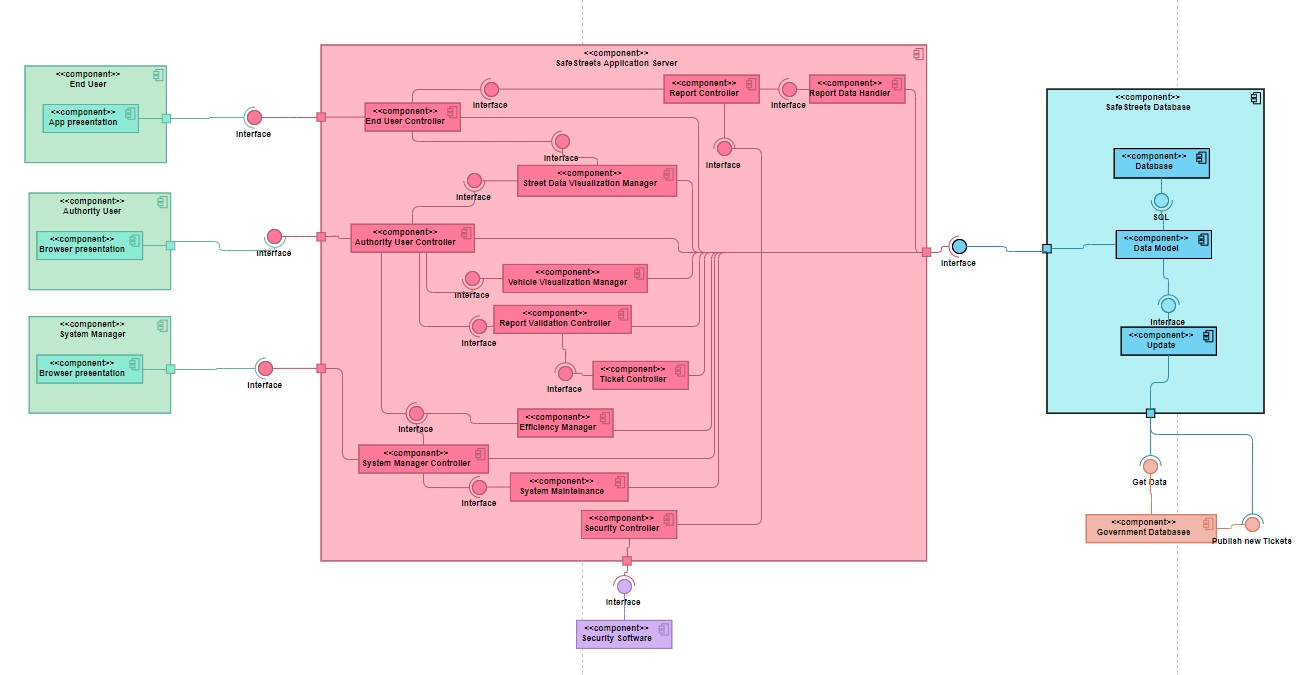 <<component>>
End User
<<component>>
App presentation
Interface
<<component>>
Authority User
<<component>>
Browser presentation
Interface
<<component>>
System Manager
<<component>>
Browser presentation
Interface
<<component>>
SafeStreets Application Server
Interface
<<component>>
Report Controller
Interface
<<component>>
Report Data Handler
<<component>>
End User Controller
Interface
Interface
<<component>>
Street Data Visualization Manager
Interface
<<component>>
Authority User Controller
<<component>>
Vehicle Visualization Manager
Interface
<<component>>
Report Validation Controller
Interface
<<component>>
Ticket Controller
Interface
<<component>>
Efficiency Manager
Interface
<<component>>
System Manager Controller
<<component>>
System Mainteinance
Interface
<<component>>
Security Controller
Interface
<<component>>
Security Software
Interface
<<component>>
SafeStreets Database
<<component>>
Database
SQL
<<component>>
Data Model
Interface
<<component>>
Update
Get Data
<<component>>
Government Databases
Publish new Tickets